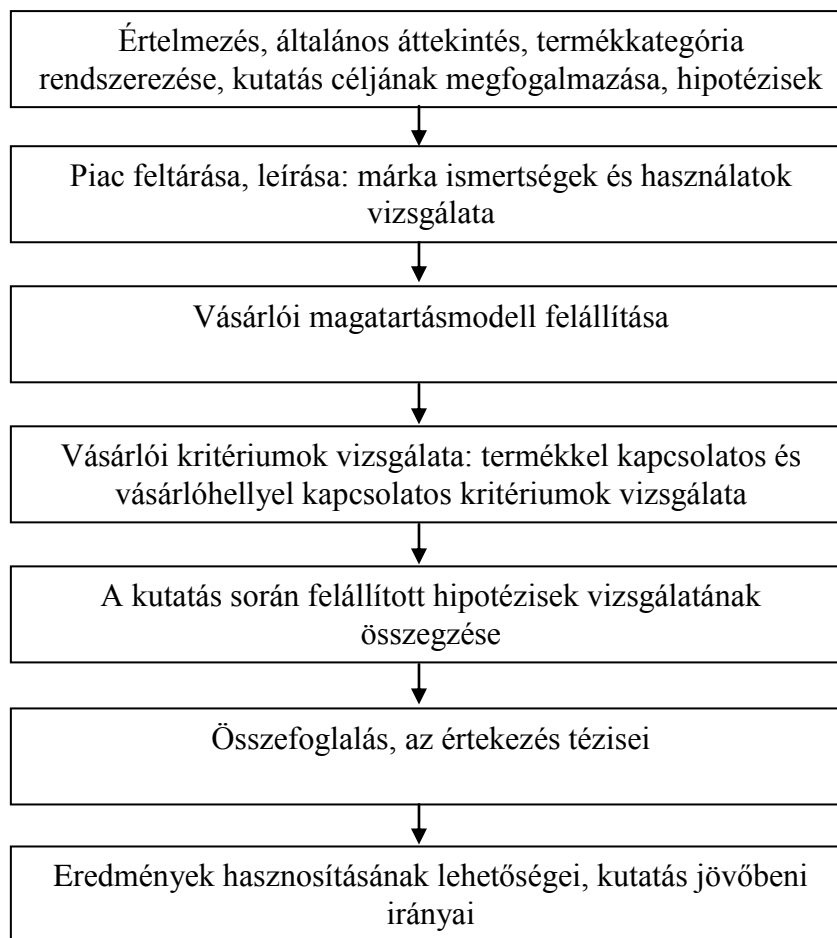 Értelmezés, általános áttekintés, termékkategória
rendszerezése, kutatás céljának megfogalmazása, hipotézisek
Piac feltárása, leírása: márka ismertségek és használatok
vizsgálata
Vásárlói magatartásmodell felállítása
Vásárlói kritériumok vizsgálata: termékkel kapcsolatos és
vásárlóhellyel kapcsolatos kritériumok vizsgálata
A kutatás során felállított hipotézisek vizsgálatának
összegzése
Összefoglalás, az értekezés tézisei
Eredmények hasznosításának lehetőségei, kutatás jövőbeni
irányai